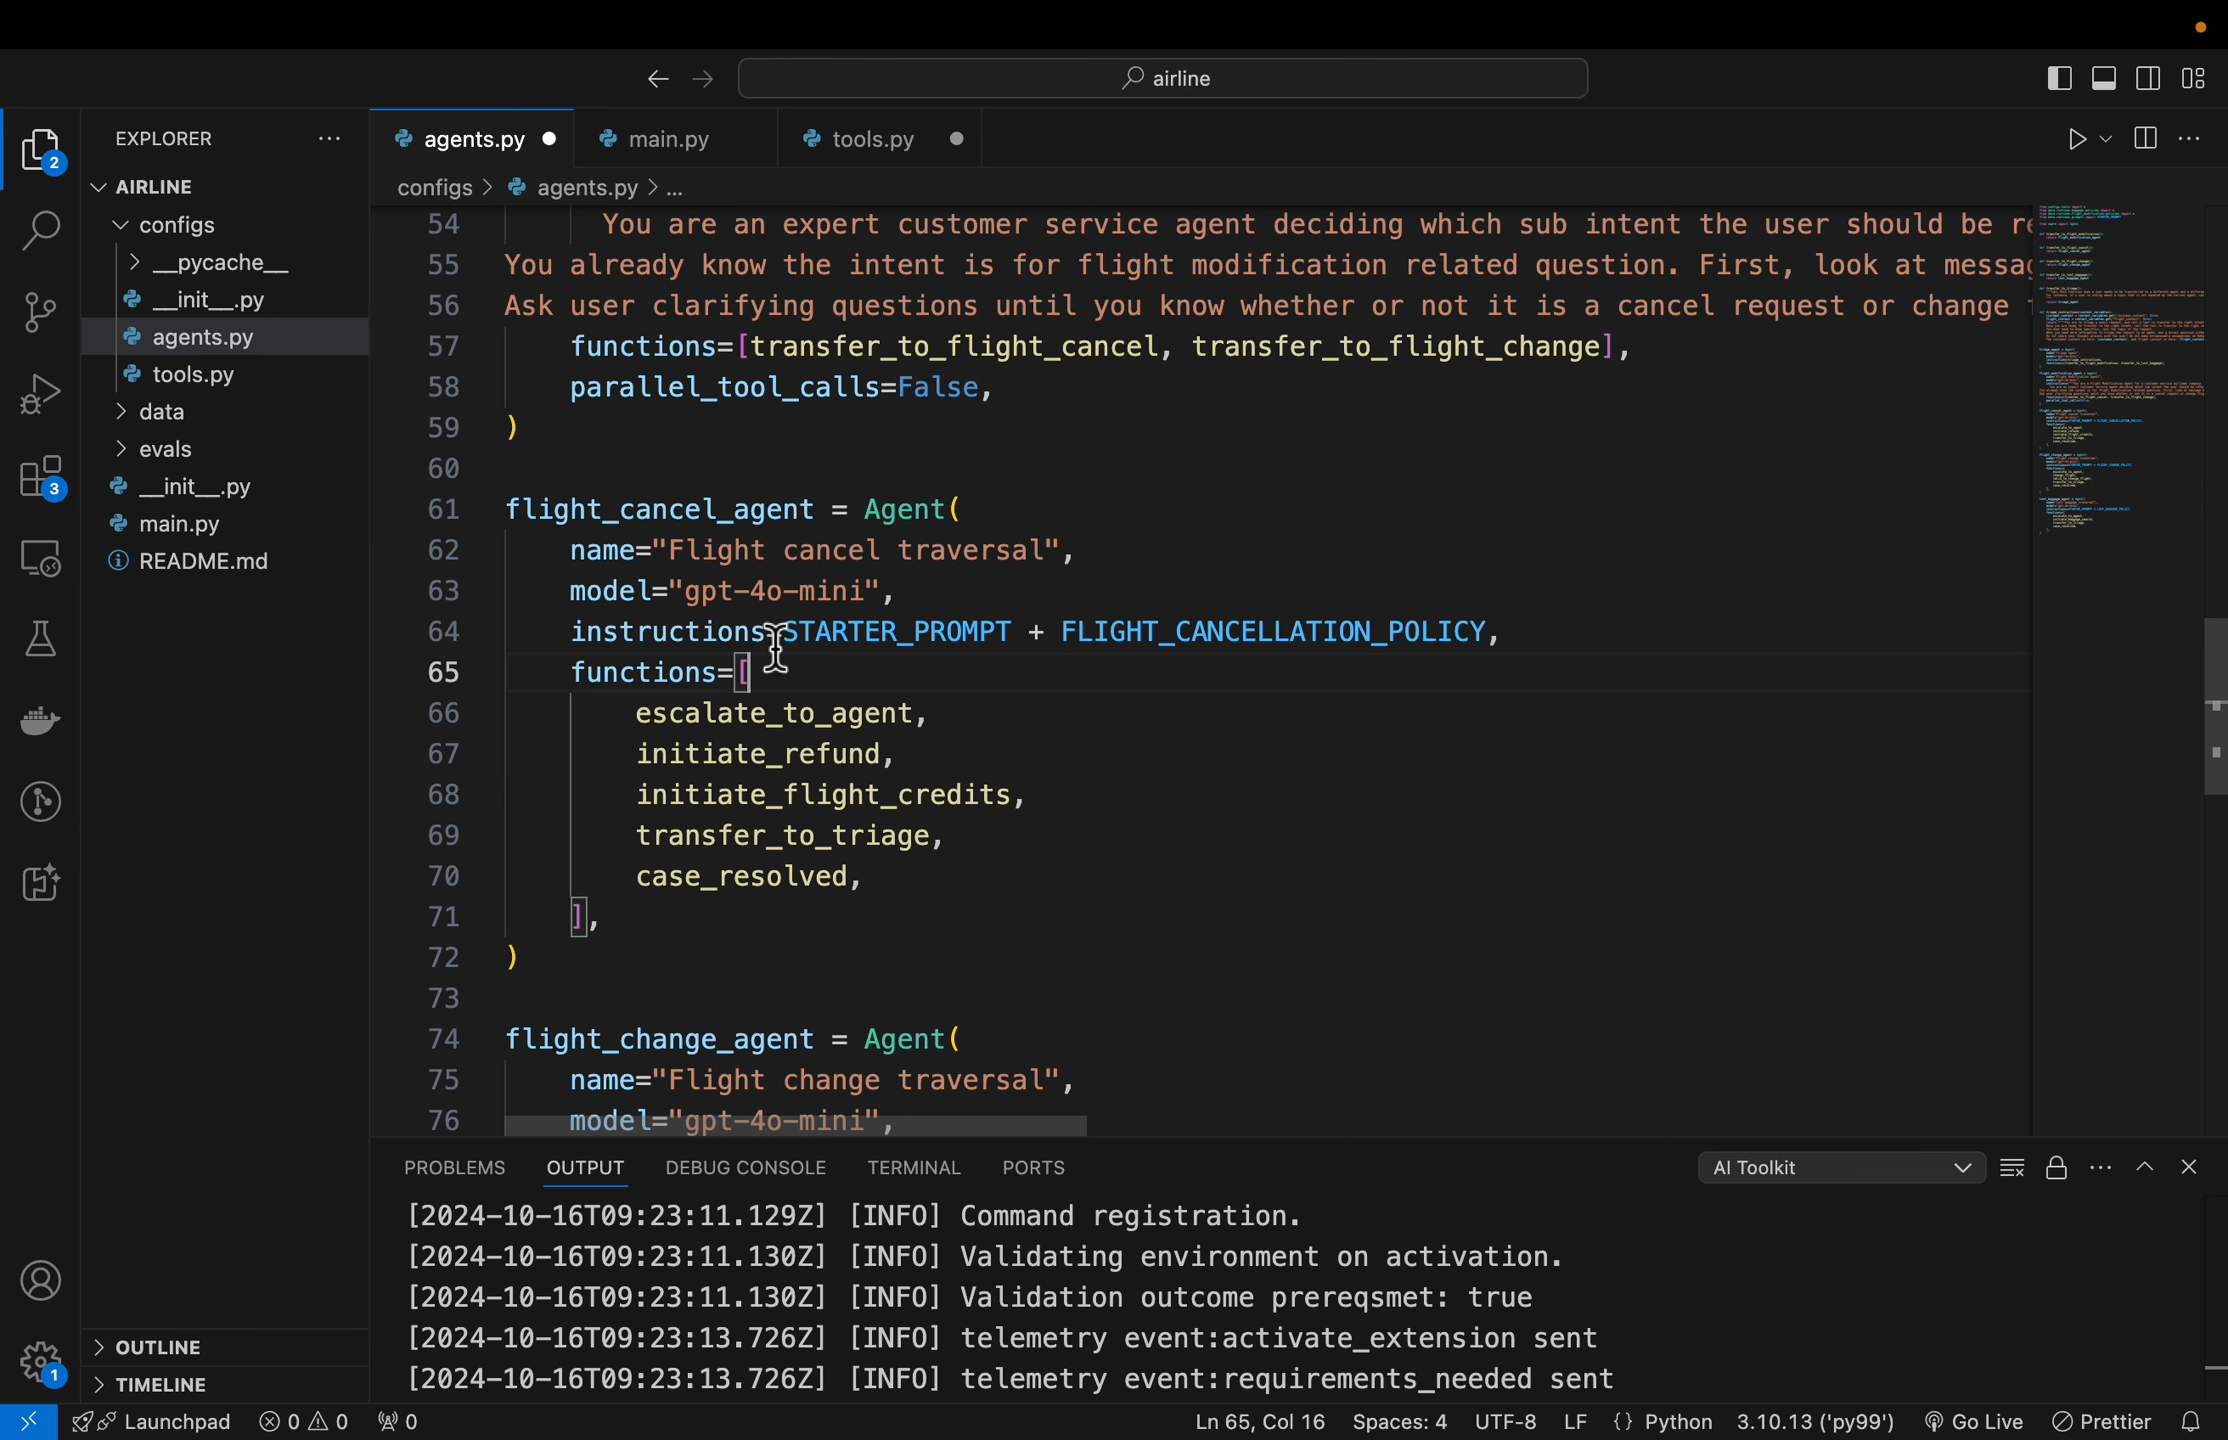 airline
EXPLORER
AIRLINE
configs
__pycache__
__init__.py
agents.py
tools.py
data
evals
__init__.py
main.py
README.md
OUTLINE
TIMELINE
2
3
1
agents.py
main.py
tools.py
configs > agents.py > ...
54 You are an expert customer service agent deciding which sub intent the user should be
55 You already know the intent is for flight modification related question. First, look at
56 Ask user clarifying questions until you know whether or not it is a cancel request or change
57 functions=[transfer_to_flight_cancel, transfer_to_flight_change],
58 parallel_tool_calls=False,
59 )
60
61 flight_cancel_agent = Agent(
62 name="Flight cancel traversal",
63 model="gpt-4o-mini",
64 instructions=STARTER_PROMPT + FLIGHT_CANCELLATION_POLICY,
65 functions=[
66 escalate_to_agent,
67 initiate_refund,
68 initiate_flight_credits,
69 transfer_to_triage,
70 case_resolved,
71 ],
72 )
73
74 flight_change_agent = Agent(
75 name="Flight change traversal",
76 model="gpt-4o-mini",
PROBLEMS OUTPUT DEBUG CONSOLE TERMINAL PORTS AI Toolkit
[2024-10-16T09:23:11.129Z] [INFO] Command registration.
[2024-10-16T09:23:11.130Z] [INFO] Validating environment on activation.
[2024-10-16T09:23:11.130Z] [INFO] Validation outcome prereqsmet: true
[2024-10-16T09:23:13.726Z] [INFO] telemetry event:activate_extension sent
[2024-10-16T09:23:13.726Z] [INFO] telemetry event:requirements_needed sent
Launchpad 0 0 0 Ln 65, Col 16 Spaces: 4 UTF-8 LF {} Python 3.10.13 ('py99') Go Live Prettier